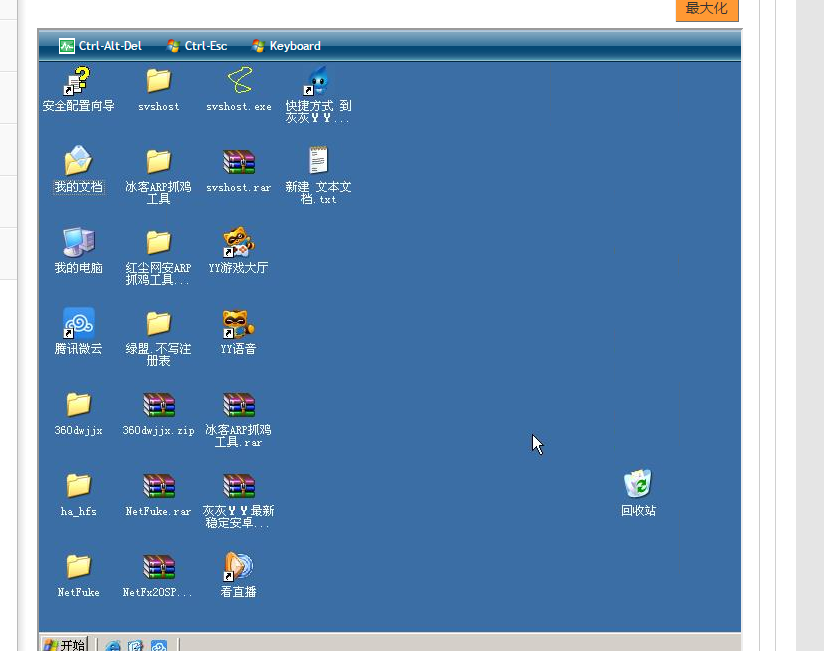 最大化
Ctrl-Alt-Del
Ctrl-Esc
Keyboard
安全配置向导
svshost
svshost.exe
快捷方式 到
灰灰ＹＹ...
我的文档
冰客ARP抓鸡
工具
svshost.rar
新建 文本文
档.txt
我的电脑
红尘网安ARP
抓鸡工具...
YY游戏大厅
腾讯微云
绿盟.不写注
册表
YY语音
360dwjjx
360dwjjx.zip
冰客ARP抓鸡
工具.rar
ha_hfs
NetFuke.rar
灰灰ＹＹ最新
稳定安卓...
回收站
NetFuke
NetFx20SP...
看直播
开始